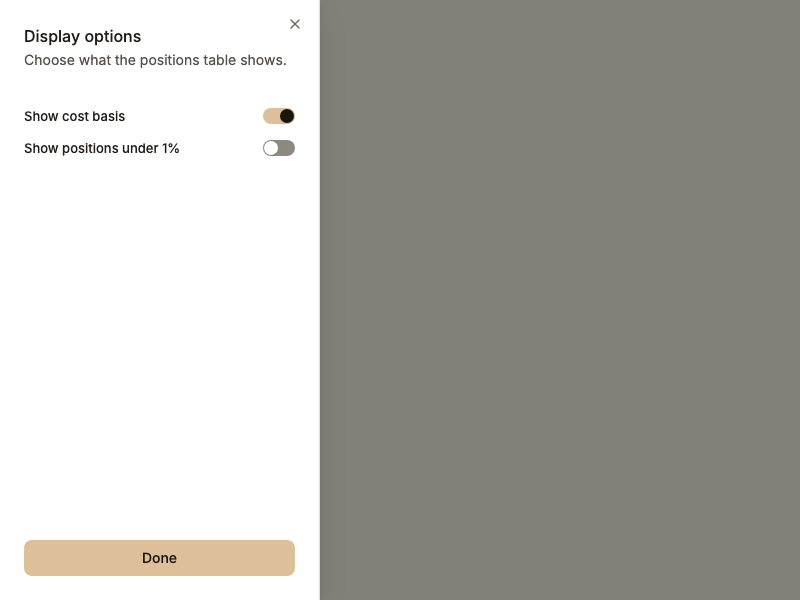 Display options
Choose what the positions table shows.
Show cost basis
Show positions under 1%
Done